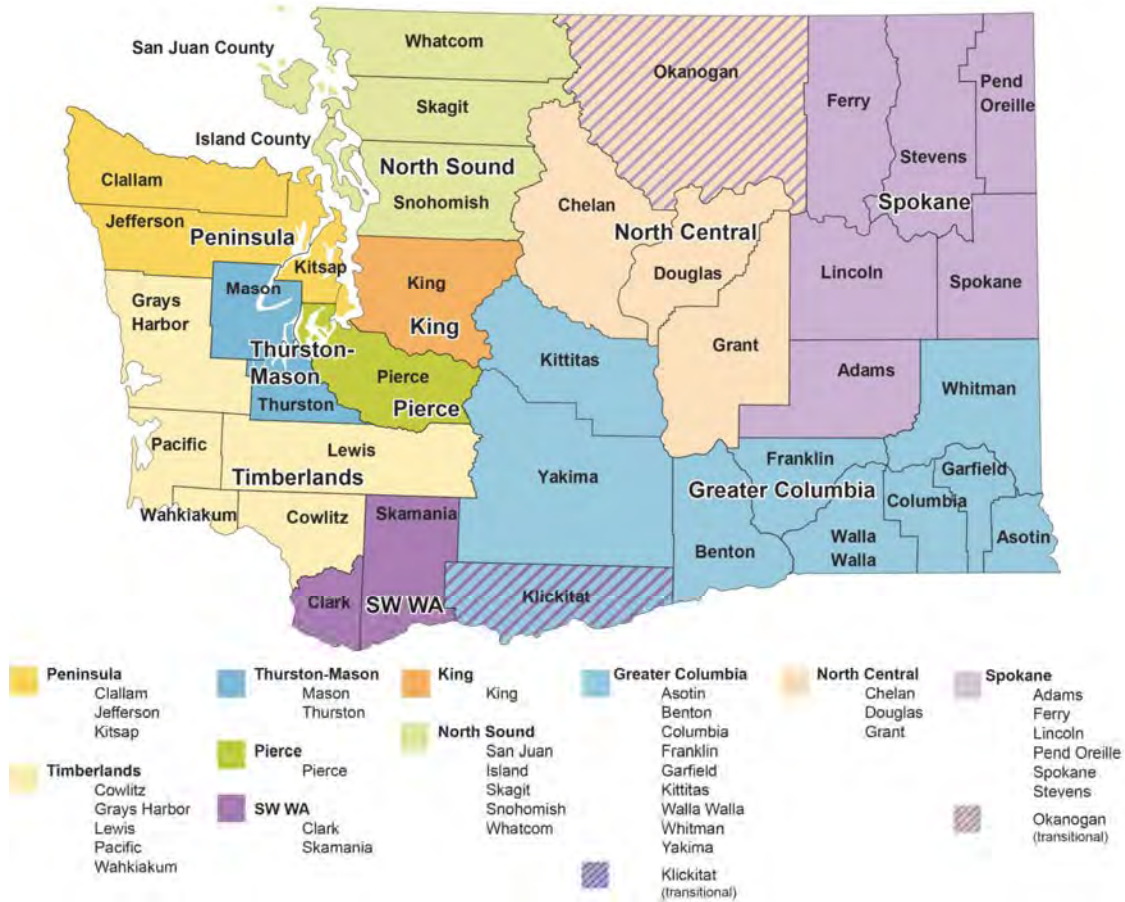 San Juan County
Whatcom
Okanogan
Ferry
Pend
Oreille
Skagit
Island County
North Sound
Stevens
Clallam
Snohomish
Chelan
Spokane
Jefferson
Peninsula
North Central
Kitsap
Douglas
Lincoln
Spokane
Mason
King
Grays
Harbor
King
Grant
Thurston-
Mason
Kittitas
Pierce
Adams
Whitman
Thurston
Pierce
Pacific
Lewis
Franklin
Garfield
Timberlands
Yakima
Greater Columbia
Columbia
Wahkiakum
Cowlitz
Skamania
Walla
Walla
Asotin
Benton
Clark
SW WA
Klickitat
Peninsula
Clallam
Jefferson
Kitsap
Timberlands
Cowlitz
Grays Harbor
Lewis
Pacific
Wahkiakum
Thurston-Mason
Mason
Thurston
Pierce
Pierce
SW WA
Clark
Skamania
King
King
North Sound
San Juan
Island
Skagit
Snohomish
Whatcom
Greater Columbia
Asotin
Benton
Columbia
Franklin
Garfield
Kittitas
Walla Walla
Whitman
Yakima
Klickitat
(transitional)
North Central
Chelan
Douglas
Grant
Spokane
Adams
Ferry
Lincoln
Pend Oreille
Spokane
Stevens
Okanogan
(transitional)